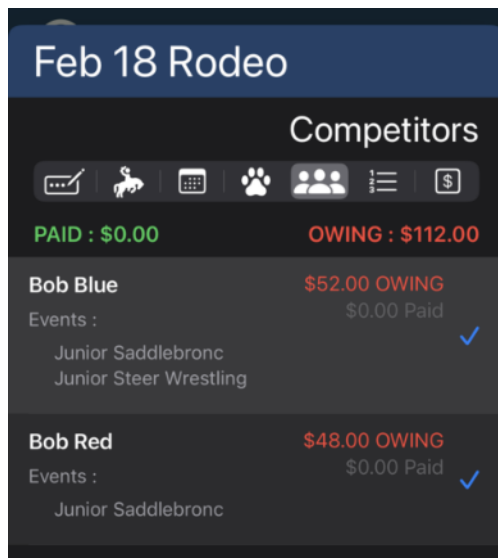 Feb 18 Rodeo
Competitors
PAID : $0.00 OWING : $112.00
Bob Blue $52.00 OWING
Events : $0.00 Paid
Junior Saddlebronc
Junior Steer Wrestling
Bob Red $48.00 OWING
Events : $0.00 Paid
Junior Saddlebronc